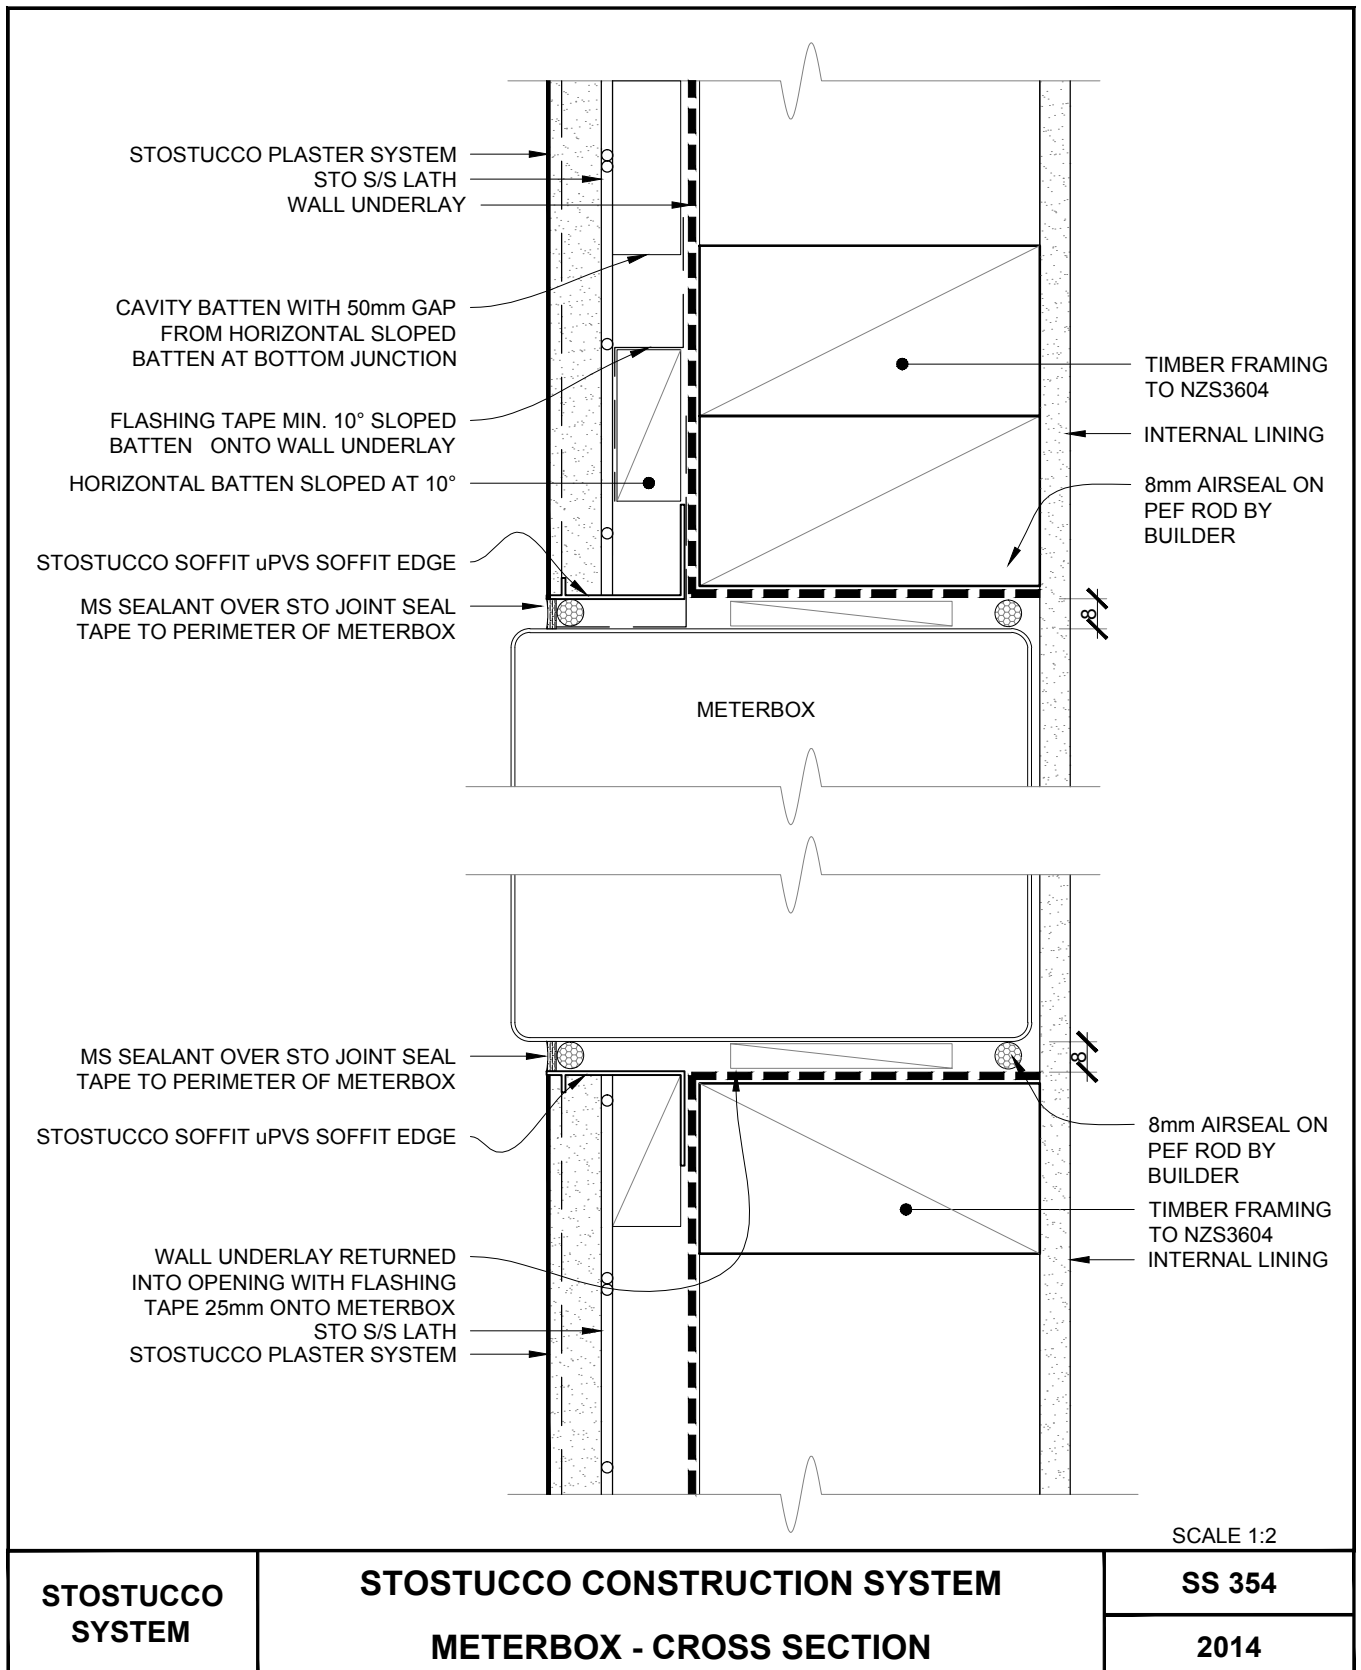 STOSTUCCO PLASTER SYSTEM
STO S/S LATH
WALL UNDERLAY
CAVITY BATTEN WITH 50mm GAP
FROM HORIZONTAL SLOPED
BATTEN AT BOTTOM JUNCTION
FLASHING TAPE MIN. 10° SLOPED
BATTEN ONTO WALL UNDERLAY
HORIZONTAL BATTEN SLOPED AT 10°
STOSTUCCO SOFFIT uPVS SOFFIT EDGE
MS SEALANT OVER STO JOINT SEAL
TAPE TO PERIMETER OF METERBOX
TIMBER FRAMING
TO NZS3604
INTERNAL LINING
8mm AIRSEAL ON
PEF ROD BY
BUILDER
8
METERBOX
MS SEALANT OVER STO JOINT SEAL
TAPE TO PERIMETER OF METERBOX
STOSTUCCO SOFFIT uPVS SOFFIT EDGE
WALL UNDERLAY RETURNED
INTO OPENING WITH FLASHING
TAPE 25mm ONTO METERBOX
STO S/S LATH
STOSTUCCO PLASTER SYSTEM
8
8mm AIRSEAL ON
PEF ROD BY
BUILDER
TIMBER FRAMING
TO NZS3604
INTERNAL LINING
SCALE 1:2
STOSTUCCO
SYSTEM
STOSTUCCO CONSTRUCTION SYSTEM
METERBOX - CROSS SECTION
SS 354
2014